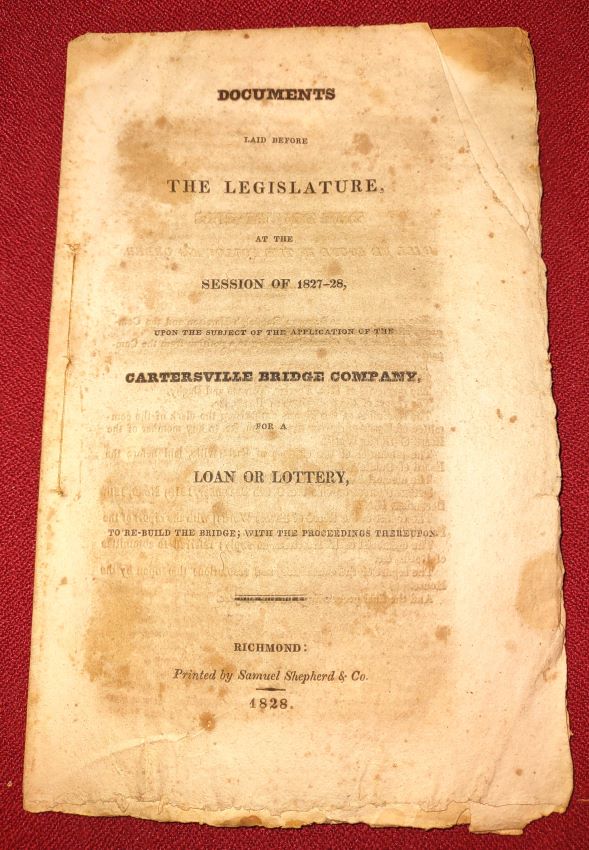 DOCUMENTS
LAID BEFORE
THE LEGISLATURE,
AT THE
SESSION OF 1827-28,
UPON THE SUBJECT OF THE APPLICATION OF THE
CARTERSVILLE BRIDGE COMPANY,
FOR A
LOAN OR LOTTERY,
TO RE-BUILD THE BRIDGE; WITH THE PROCEEDINGS THEREUPON.
RICHMOND:
Printed by Samuel Shepherd & Co.
1828.